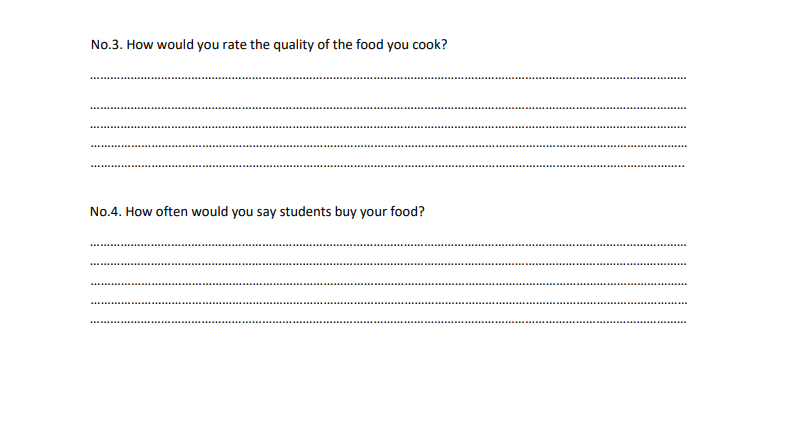 No.3. How would you rate the quality of the food you cook?
No.4. How often would you say students buy your food?